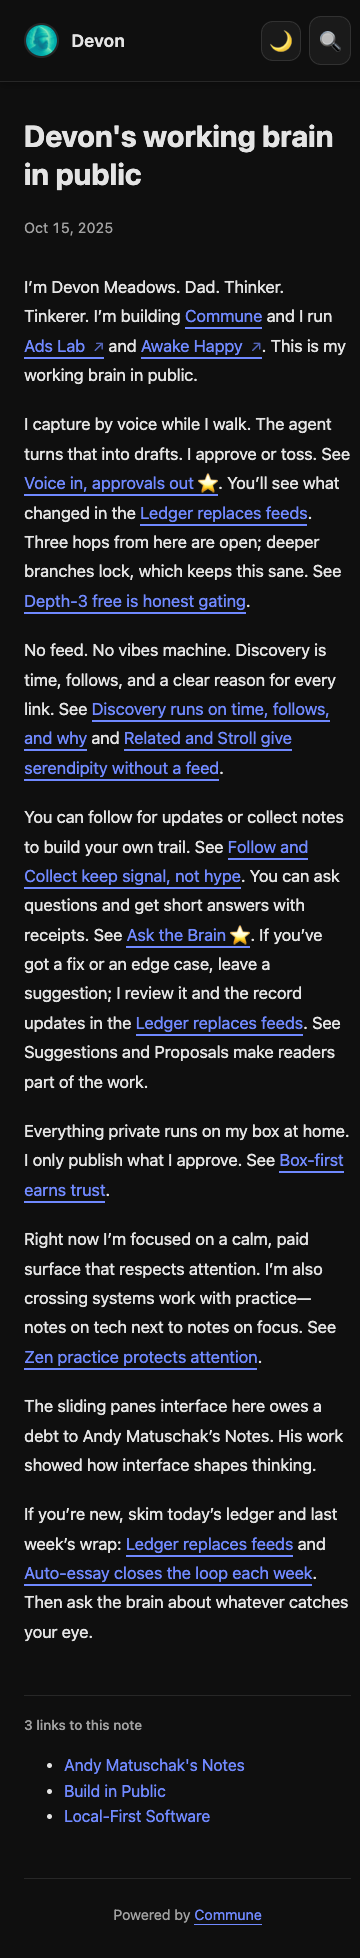 Devon
Devon's working brain
in public
Oct 15, 2025
I’m Devon Meadows. Dad. Thinker.
Tinkerer. I’m building Commune and I run
Ads Lab ↗ and Awake Happy ↗. This is my
working brain in public.
I capture by voice while I walk. The agent
turns that into drafts. I approve or toss. See
Voice in, approvals out ⭐. You’ll see what
changed in the Ledger replaces feeds.
Three hops from here are open; deeper
branches lock, which keeps this sane. See
Depth-3 free is honest gating.
No feed. No vibes machine. Discovery is
time, follows, and a clear reason for every
link. See Discovery runs on time, follows,
and why and Related and Stroll give
serendipity without a feed.
You can follow for updates or collect notes
to build your own trail. See Follow and
Collect keep signal, not hype. You can ask
questions and get short answers with
receipts. See Ask the Brain ⭐. If you’ve
got a fix or an edge case, leave a
suggestion; I review it and the record
updates in the Ledger replaces feeds. See
Suggestions and Proposals make readers
part of the work.
Everything private runs on my box at home.
I only publish what I approve. See Box-first
earns trust.
Right now I’m focused on a calm, paid
surface that respects attention. I’m also
crossing systems work with practice—
notes on tech next to notes on focus. See
Zen practice protects attention.
The sliding panes interface here owes a
debt to Andy Matuschak’s Notes. His work
showed how interface shapes thinking.
If you’re new, skim today’s ledger and last
week’s wrap: Ledger replaces feeds and
Auto-essay closes the loop each week.
Then ask the brain about whatever catches
your eye.
3 links to this note
• Andy Matuschak's Notes
• Build in Public
• Local-First Software
Powered by Commune